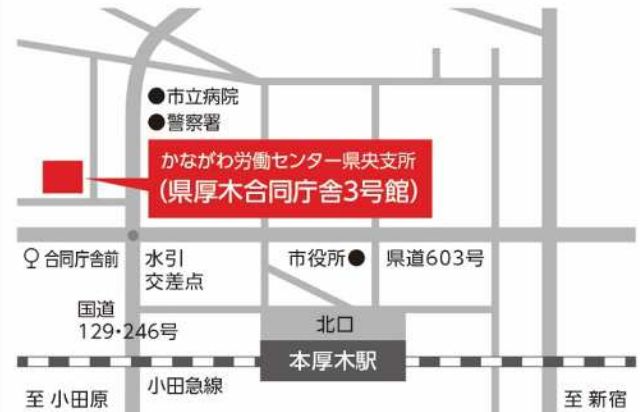 ●市立病院
●警察署
かながわ労働センター県央支所
(県厚木合同庁舎3号館)
合同庁舎前
水引
交差点
市役所●
県道603号
国道
129・246号
北口
本厚木駅
小田急線
至 小田原
至 新宿